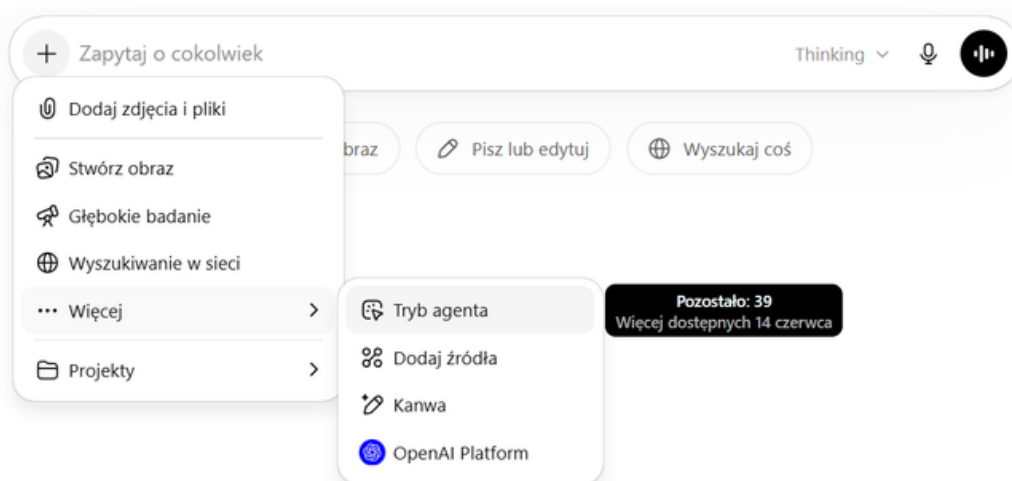 Zapytaj o cokolwiek
Thinking
Dodaj zdjęcia i pliki
Stwórz obraz
Głębokie badanie
Wyszukiwanie w sieci
Więcej
Projekty
braz
Pisz lub edytuj
Wyszukaj coś
Tryb agenta
Dodaj źródła
Kanwa
OpenAI Platform
Pozostało: 39
Więcej dostępnych 14 czerwca